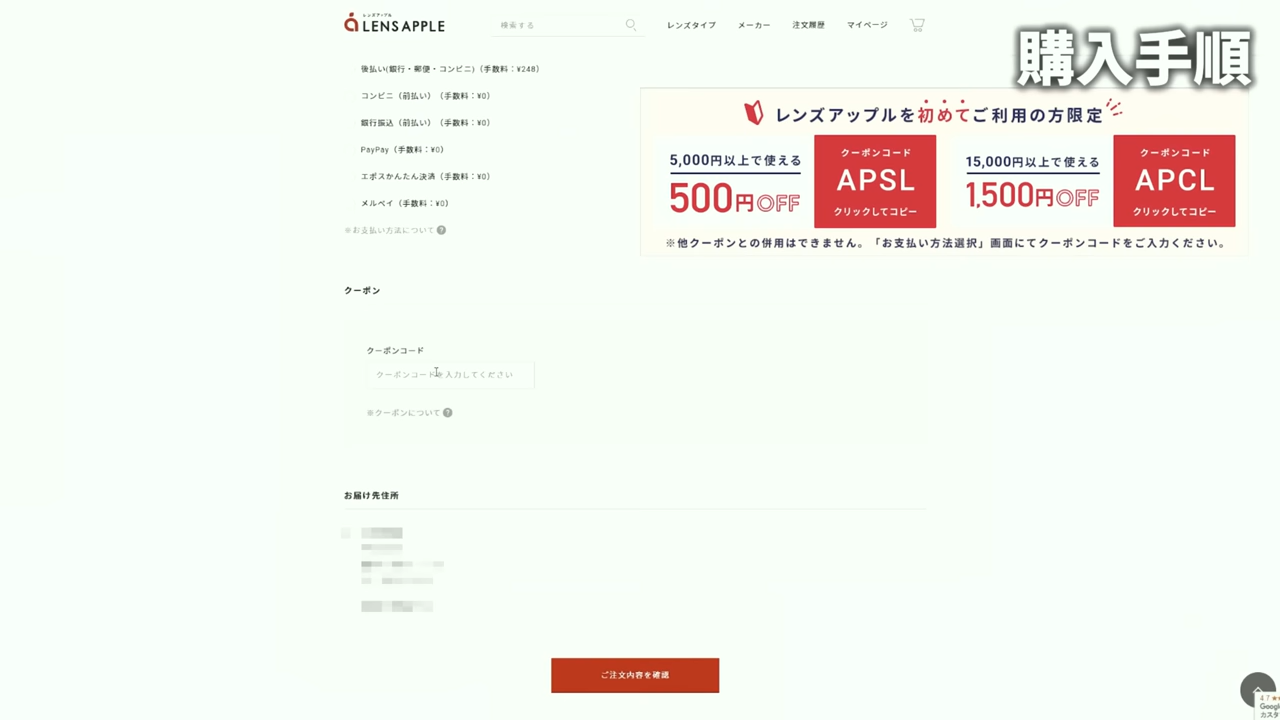 レンズアップル
LENSAPPLE
検索する
レンズタイプ
メーカー
注文履歴
マイページ
購入手順
後払い(銀行・郵便・コンビニ)（手数料：¥248）
コンビニ（前払い）（手数料：¥0）
銀行振込（前払い）（手数料：¥0）
PayPay（手数料：¥0）
エポスかんたん決済（手数料：¥0）
メルペイ（手数料：¥0）
※お支払い方法について ?
レンズアップルを初めてご利用の方限定
5,000円以上で使える
500円OFF
クーポンコード
APSL
クリックしてコピー
15,000円以上で使える
1,500円OFF
クーポンコード
APCL
クリックしてコピー
※他クーポンとの併用はできません。「お支払い方法選択」画面にてクーポンコードをご入力ください。
クーポン
クーポンコード
クーポンコードを入力してください
※クーポンについて ?
お届け先住所
ご注文内容を確認
4.7
Google
カスタ